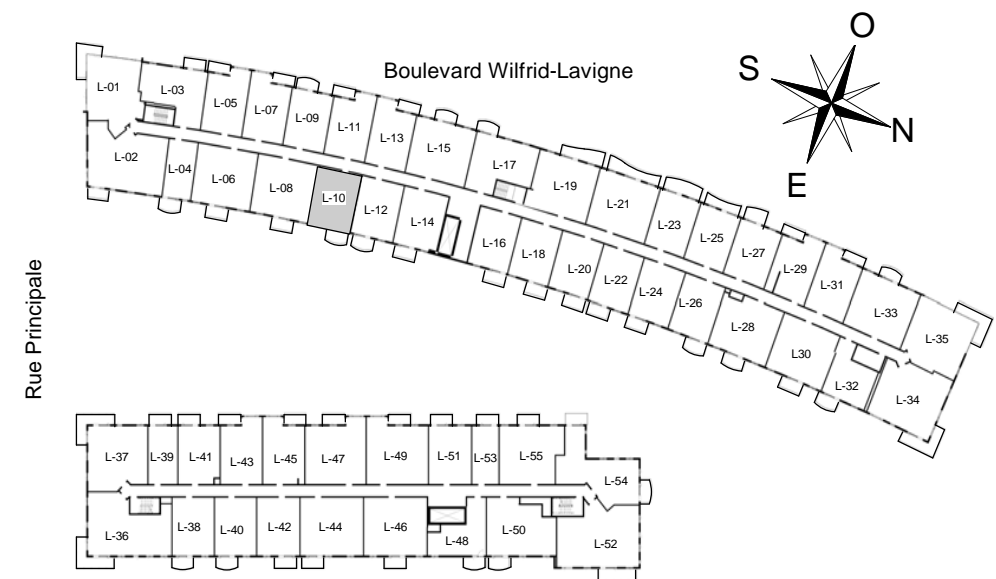 O
S
N
E
Boulevard Wilfrid-Lavigne
Rue Principale
L-01
L-03
L-05
L-07
L-09
L-11
L-13
L-15
L-17
L-19
L-21
L-23
L-25
L-27
L-29
L-31
L-33
L-35
L-02
L-04
L-06
L-08
L-10
L-12
L-14
L-16
L-18
L-20
L-22
L-24
L-26
L-28
L30
L-32
L-34
L-37
L-39
L-41
L-43
L-45
L-47
L-49
L-51
L-53
L-55
L-54
L-36
L-38
L-40
L-42
L-44
L-46
L-48
L-50
L-52